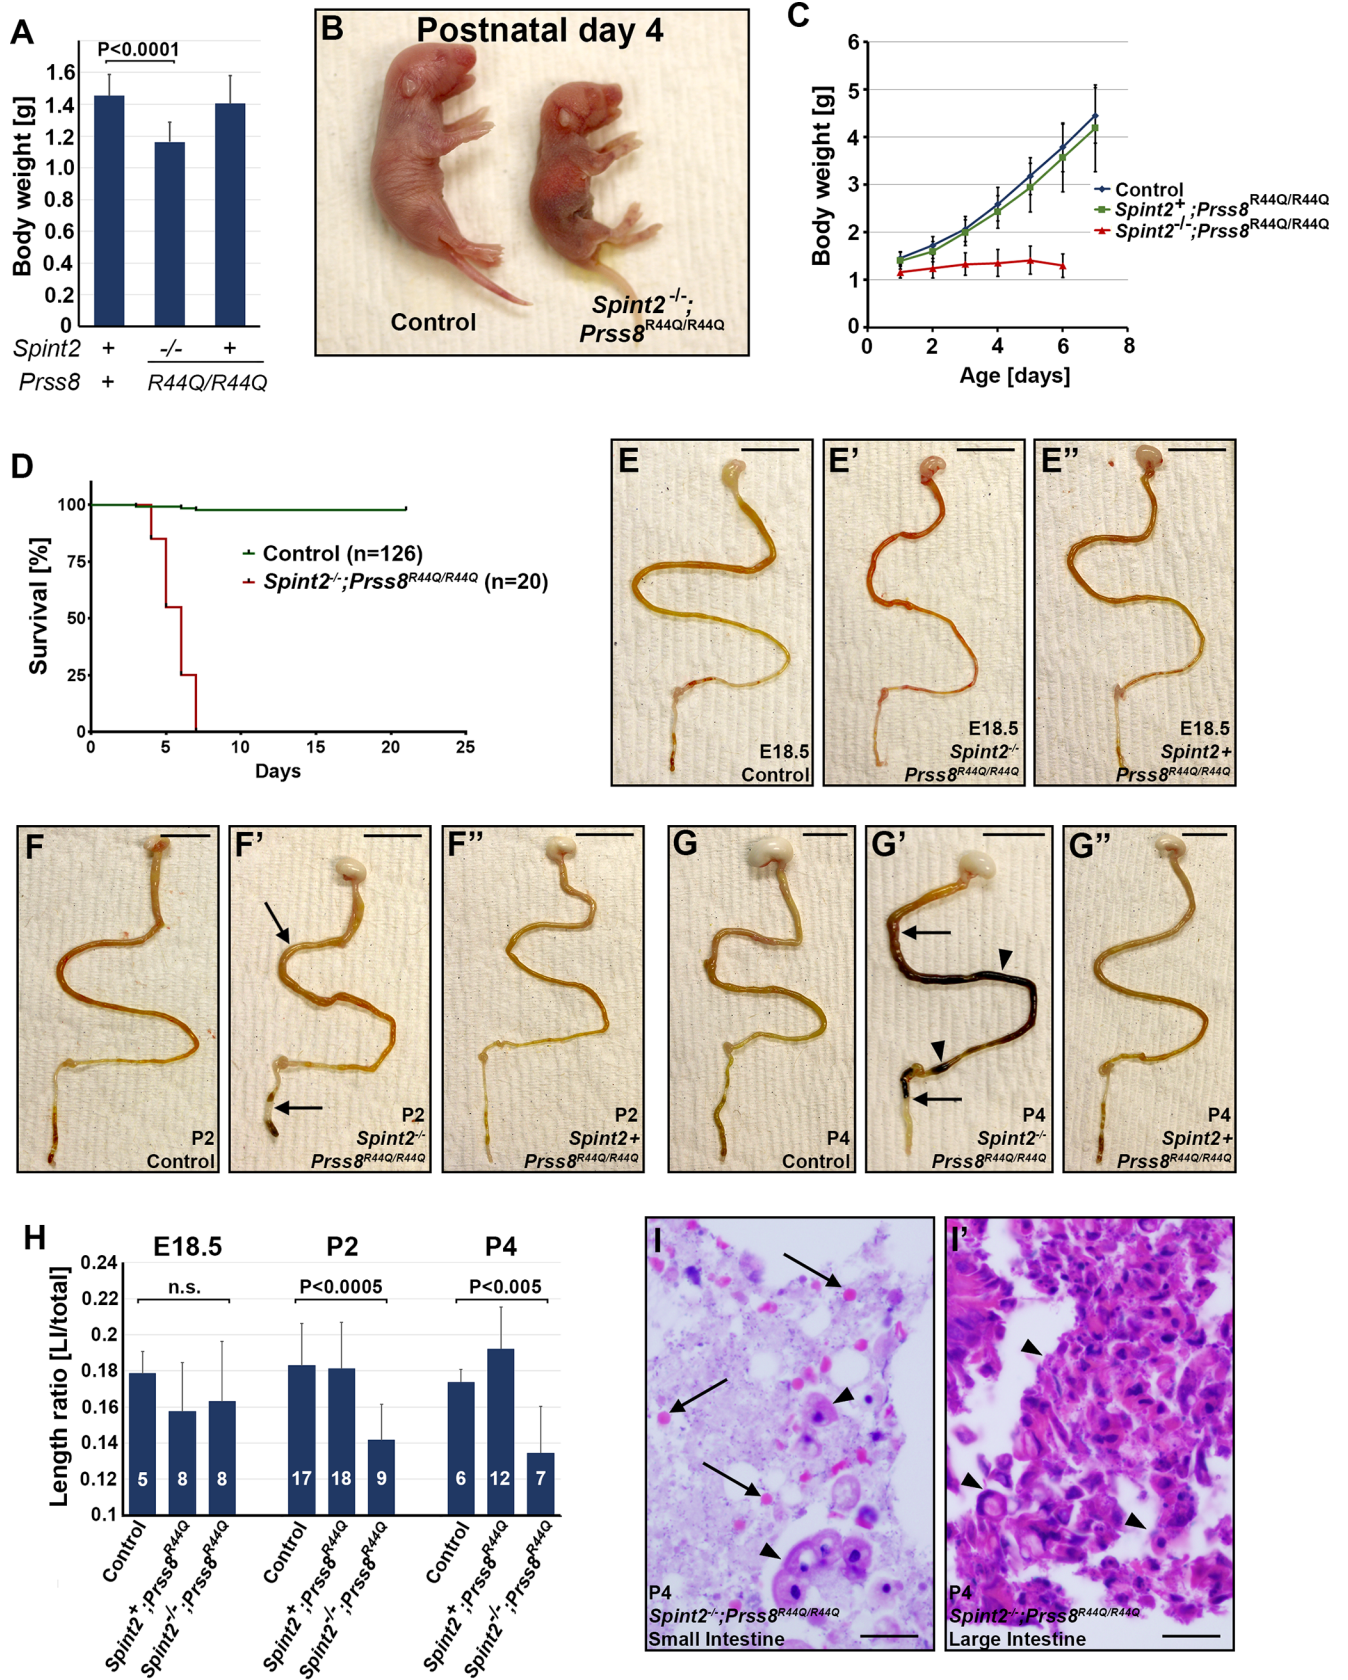 A
P<0.0001
Body weight [g]
1.6
1.4
1.2
1.0
0.8
0.6
0.4
0.2
0
Spint2 + -/- +
Prss8 + R44Q/R44Q
B
Postnatal day 4
Control
Spint2-/-;
Prss8R44Q/R44Q
C
Body weight [g]
6
5
4
3
2
1
0
0 2 4 6 8
Age [days]
Control
Spint2+;Prss8R44Q/R44Q
Spint2-/-;Prss8R44Q/R44Q
D
Survival [%]
100
75
50
25
0
0 5 10 15 20 25
Days
Control (n=126)
Spint2-/-;Prss8R44Q/R44Q (n=20)
E
E18.5
Control
E’
E18.5
Spint2-/-
Prss8R44Q/R44Q
E”
E18.5
Spint2+
Prss8R44Q/R44Q
F
P2
Control
F’
P2
Spint2-/-
Prss8R44Q/R44Q
F”
P2
Spint2+
Prss8R44Q/R44Q
G
P4
Control
G’
P4
Spint2-/-
Prss8R44Q/R44Q
G”
P4
Spint2+
Prss8R44Q/R44Q
H
E18.5 P2 P4
n.s. P<0.0005 P<0.005
Length ratio [LI/total]
0.24
0.22
0.2
0.18
0.16
0.14
0.12
0.1
5 8 8 17 18 9 6 12 7
Control
Spint2+;Prss8R44Q
Spint2-/-;Prss8R44Q
Control
Spint2+;Prss8R44Q
Spint2-/-;Prss8R44Q
Control
Spint2+;Prss8R44Q
Spint2-/-;Prss8R44Q
I
P4
Spint2-/-;Prss8R44Q/R44Q
Small Intestine
I’
P4
Spint2-/-;Prss8R44Q/R44Q
Large Intestine